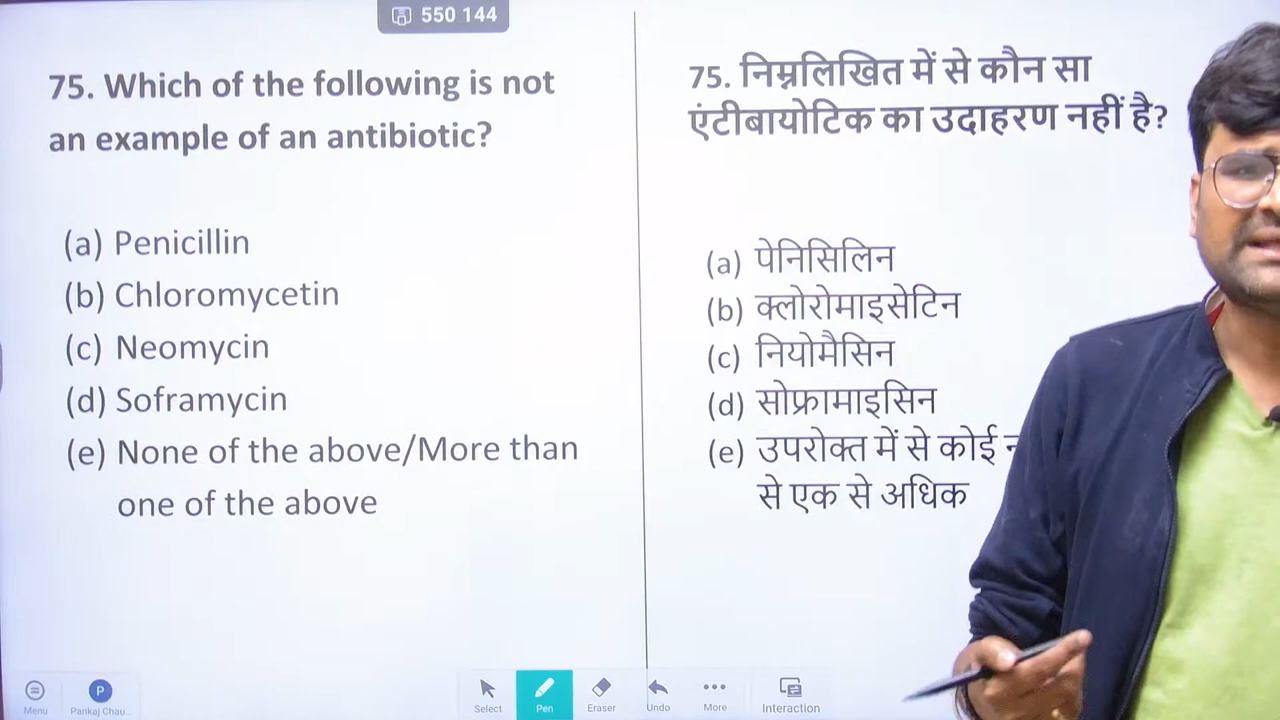 550 144
75. Which of the following is not
an example of an antibiotic?
(a) Penicillin
(b) Chloromycetin
(c) Neomycin
(d) Soframycin
(e) None of the above/More than
one of the above
75. निम्नलिखित में से कौन सा
एंटीबायोटिक का उदाहरण नहीं है?
(a) पेनिसिलिन
(b) क्लोरोमाइसेटिन
(c) नियोमैसिन
(d) सोफ्रामाइसिन
(e) उपरोक्त में से कोई
से एक से अधिक
P
Menu
Pankaj Chau...
Select
Pen
Eraser
Undo
More
Interaction